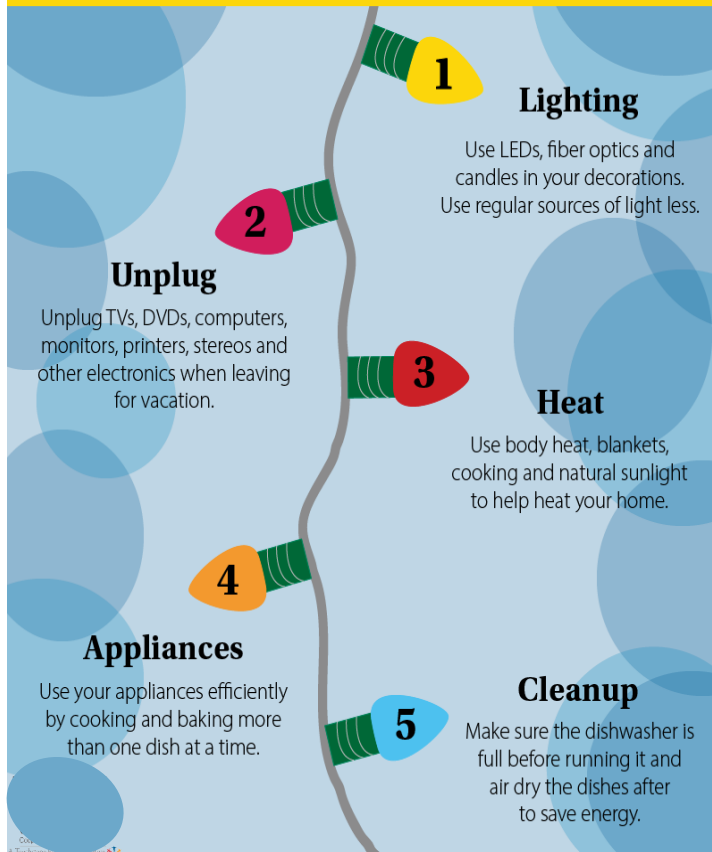 1
Lighting
Use LEDs, fiber optics and
candles in your decorations.
Use regular sources of light less.
2
Unplug
Unplug TVs, DVDs, computers,
monitors, printers, stereos and
other electronics when leaving
for vacation.
3
Heat
Use body heat, blankets,
cooking and natural sunlight
to help heat your home.
4
Appliances
Use your appliances efficiently
by cooking and baking more
than one dish at a time.
5
Cleanup
Make sure the dishwasher is
full before running it and
air dry the dishes after
to save energy.